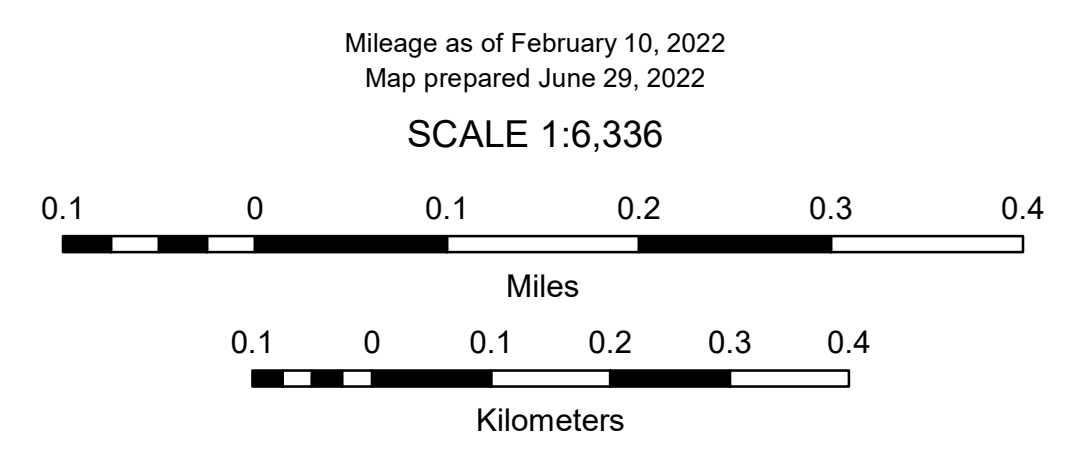 Mileage as of February 10, 2022
Map prepared June 29, 2022
SCALE 1:6,336
0.1 0 0.1 0.2 0.3 0.4
Miles
0.1 0 0.1 0.2 0.3 0.4
Kilometers